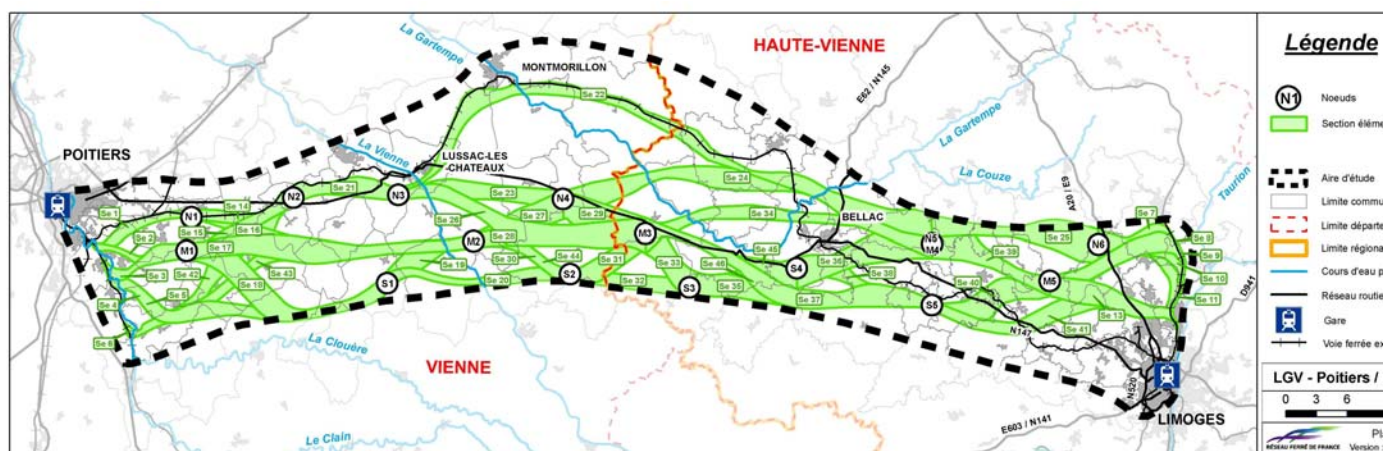 La Gartempe
MONTMORILLON
HAUTE-VIENNE
E62 / N145
La Gartempe
La Couze
A20 / E9
Taurion
POITIERS
La Vienne
LUSSAC-LES
-CHATEAUX
BELLAC
Se 22
Se 24
Se 1
Se 14
Se 21
Se 23
Se 34
Se 25
Se 7
N1
N2
N3
N4
N5
M4
N6
Se 2
Se 15
Se 16
Se 26
Se 27
Se 29
Se 8
Se 9
Se 10
Se 11
M1
Se 17
M2
Se 28
M3
Se 45
Se 39
Se 3
Se 42
Se 43
Se 19
Se 30
Se 44
Se 31
Se 33
Se 46
S4
Se 36
Se 38
Se 40
M5
Se 4
Se 5
Se 18
S1
Se 20
S2
Se 32
S3
Se 35
Se 37
S5
Se 13
Se 41
Se 6
N147
D941
La Clouère
VIENNE
Le Clain
N520
E603 / N141
LIMOGES
Légende
N1 Noeuds
Section éléme
Aire d'étude
Limite commu
Limite départe
Limite régiona
Cours d'eau p
Réseau routie
Gare
Voie ferrée ex
LGV - Poitiers /
0 3 6
RÉSEAU FERRÉ DE FRANCE
Pl
Version